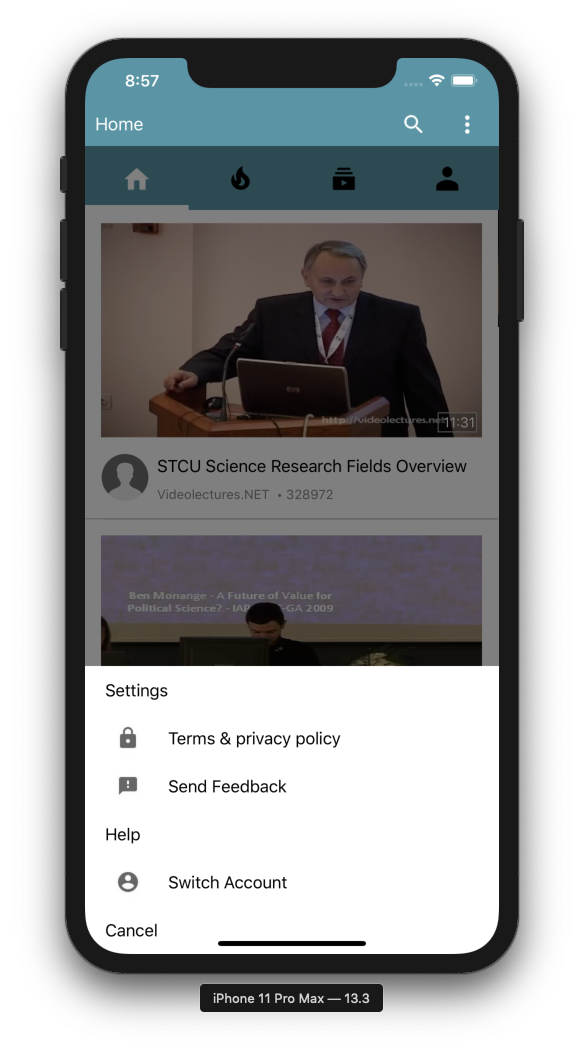 8:57
Home
http://videolectures.net
11:31
STCU Science Research Fields Overview
Videolectures.NET • 328972
Ben Monange - A Future of Value for
Political Science? - IAP
-GA 2009
Settings
Terms & privacy policy
Send Feedback
Help
Switch Account
Cancel
iPhone 11 Pro Max — 13.3